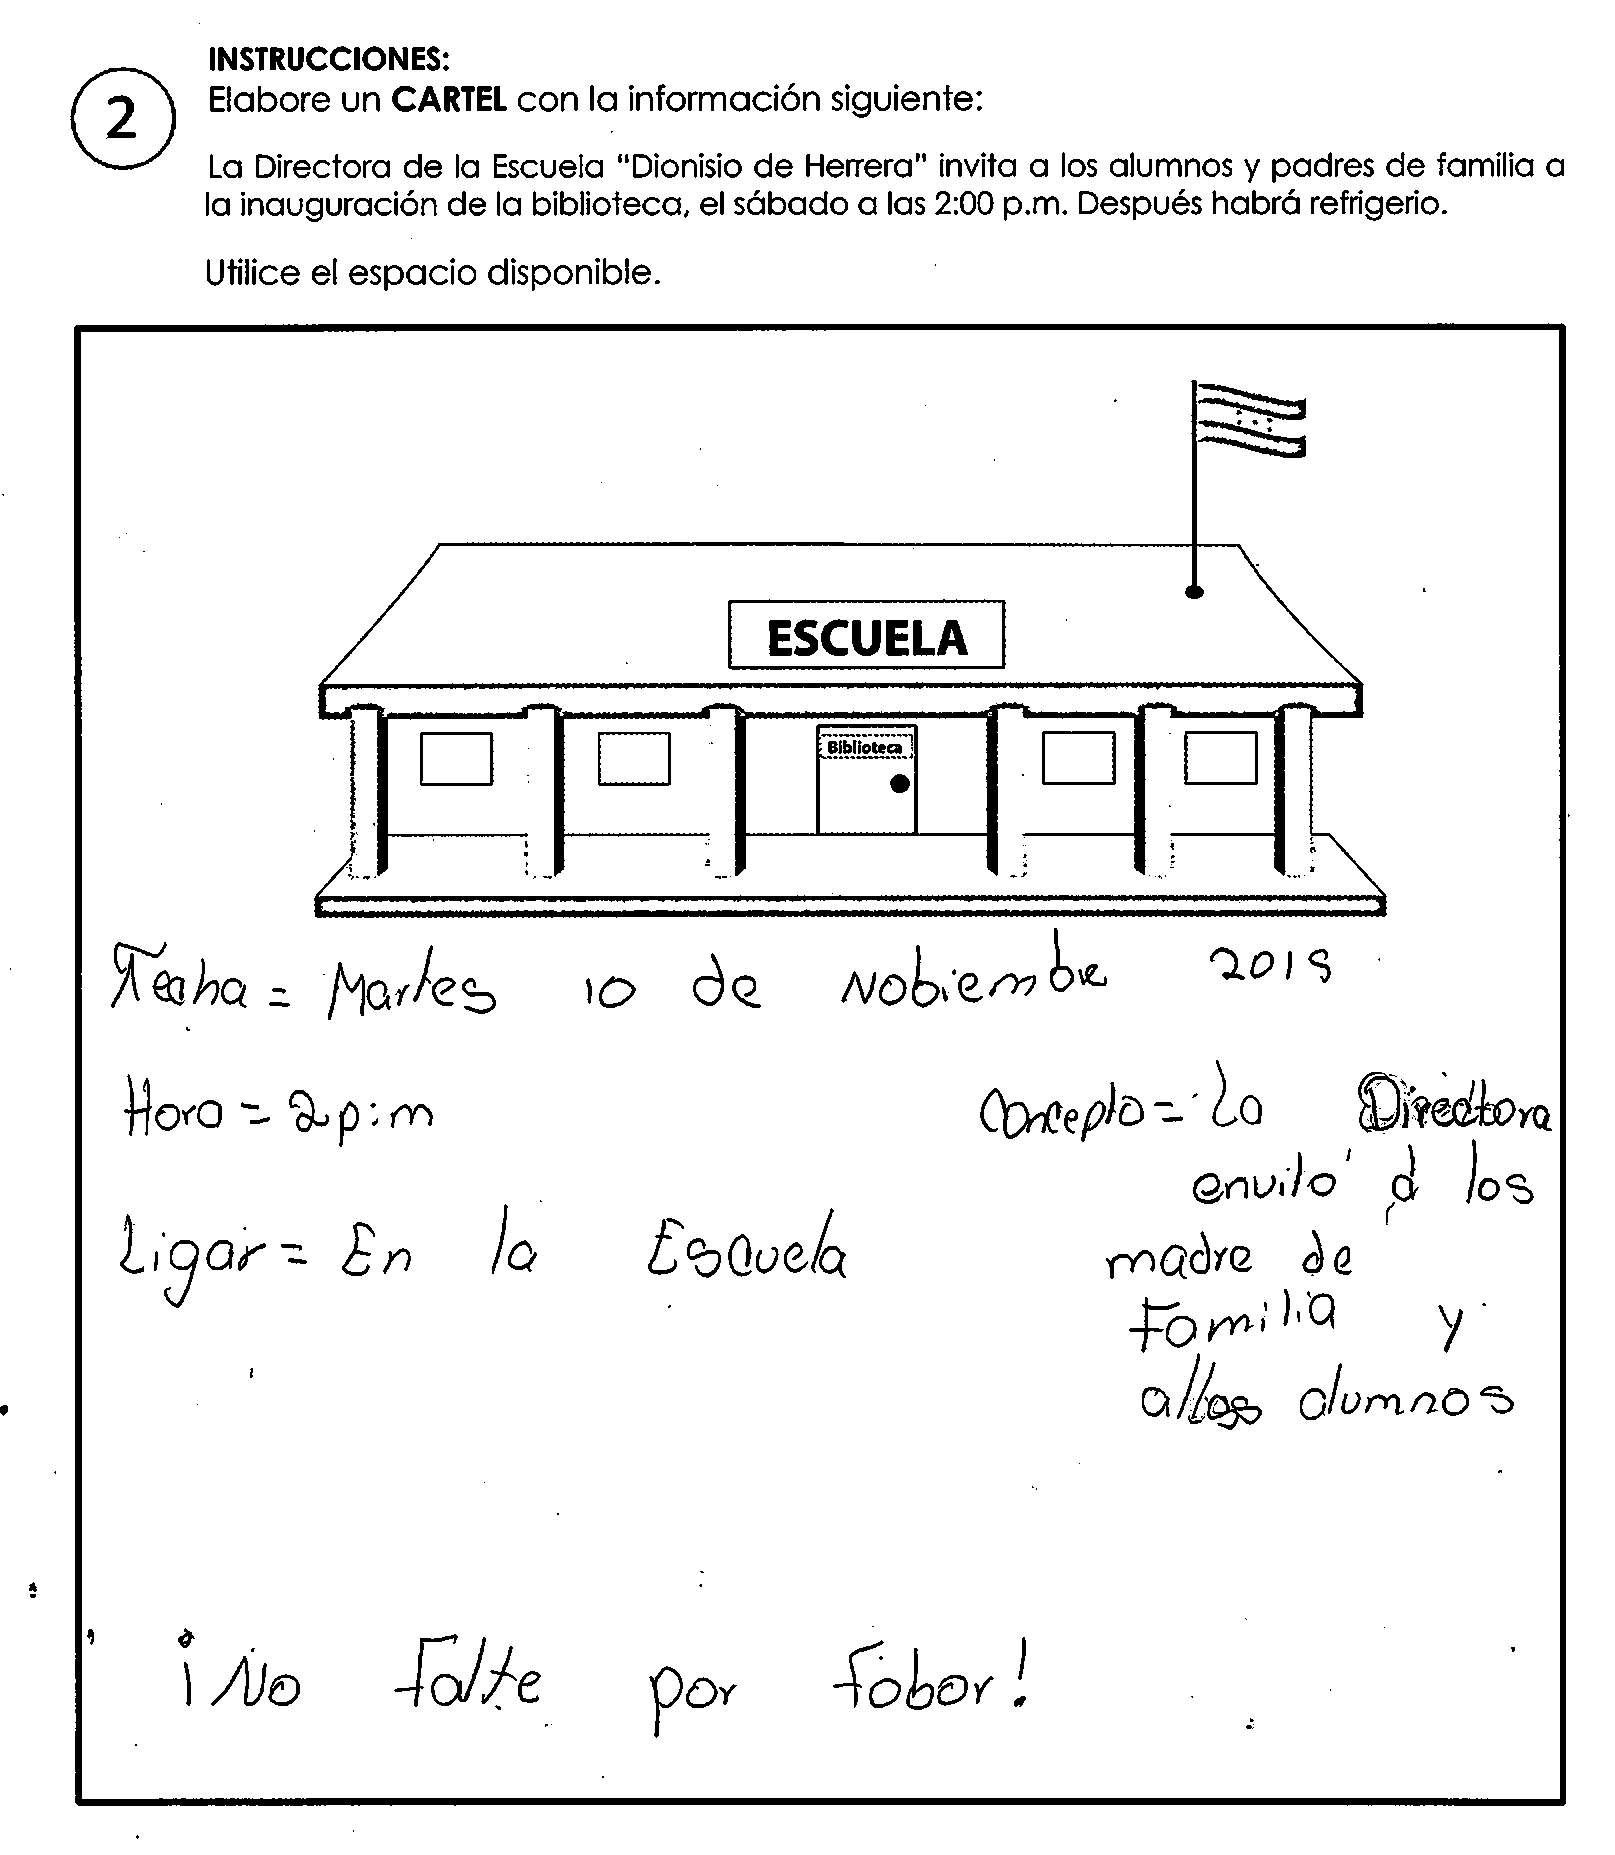 INSTRUCCIONES:
2
Elabore un CARTEL con la información siguiente:
La Directora de la Escuela "Dionisio de Herrera" invita a los alumnos y padres de familia a
la inauguración de la biblioteca, el sábado a las 2:00 p.m. Después habrá refrigerio.
Utilice el espacio disponible.
ESCUELA
Biblioteca
Fecha = Martes 10 de Nobiembre 2015
Hora = 2 p:m
Concepto = La Directora
envito a los
madre de
Familia y
allos alumnos
Ligar = En la Escuela
¡No Falte por fabor!